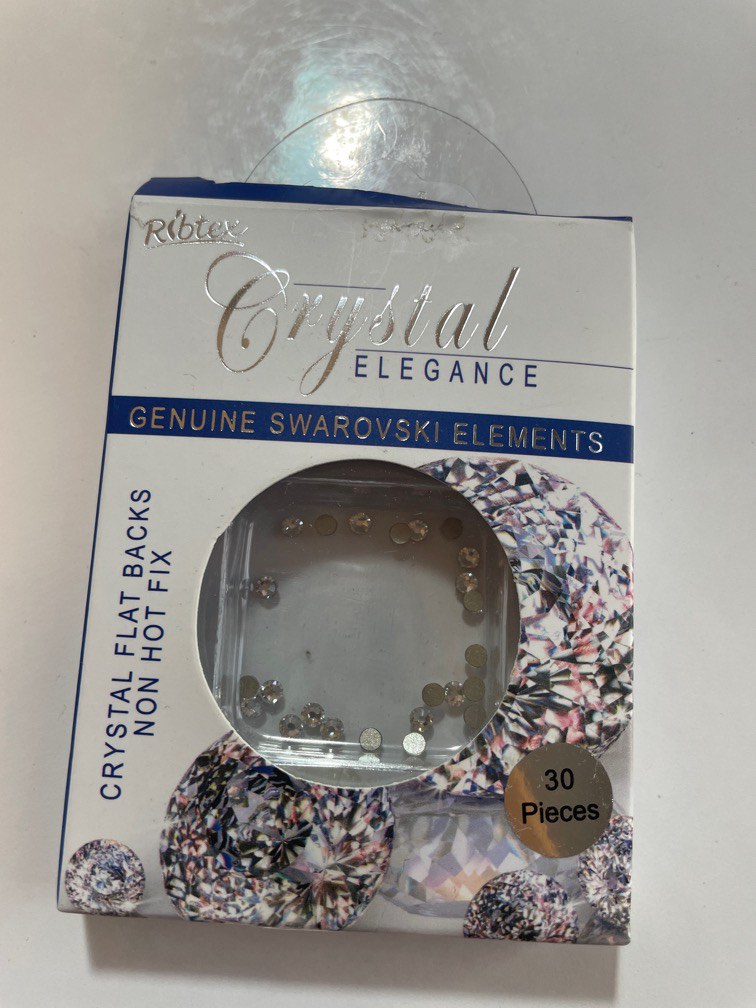 Ribtex
Crystal
ELEGANCE
GENUINE SWAROVSKI ELEMENTS
CRYSTAL FLAT BACKS
NON HOT FIX
30
Pieces